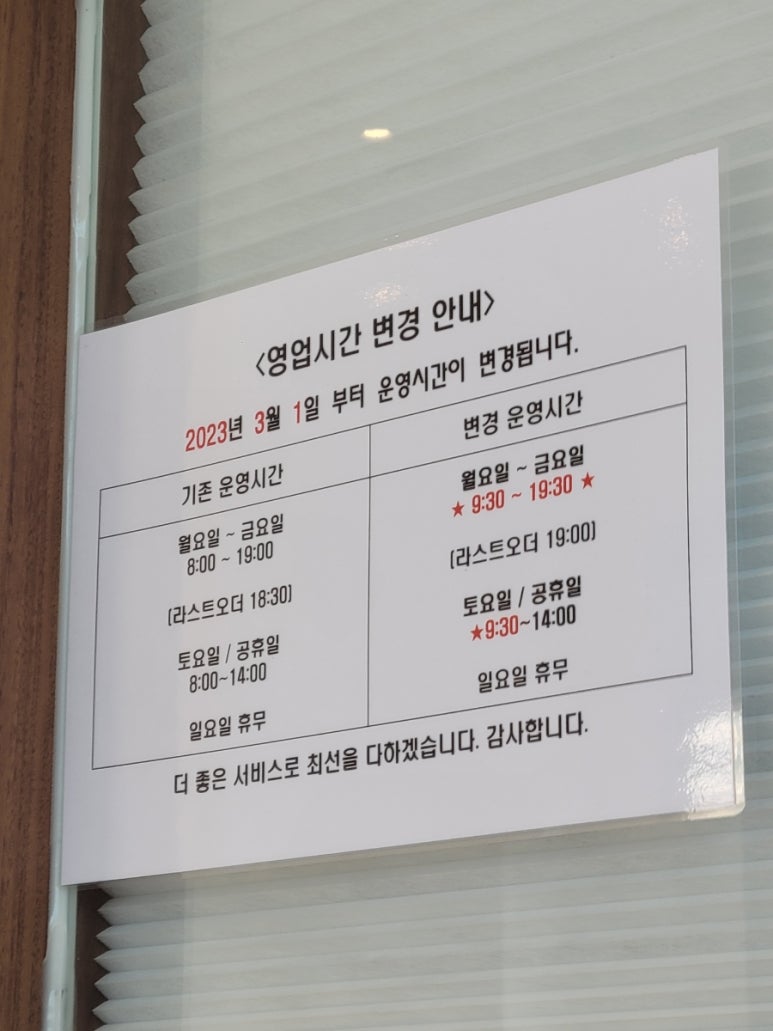 <영업시간 변경 안내>
2023년 3월 1일 부터 운영시간이 변경됩니다.
기존 운영시간
월요일 ~ 금요일
8:00 ~ 19:00
(라스트오더 18:30)
토요일 / 공휴일
8:00~14:00
일요일 휴무
변경 운영시간
월요일 ~ 금요일
★ 9:30 ~ 19:30 ★
(라스트오더 19:00)
토요일 / 공휴일
★9:30~14:00
일요일 휴무
더 좋은 서비스로 최선을 다하겠습니다. 감사합니다.